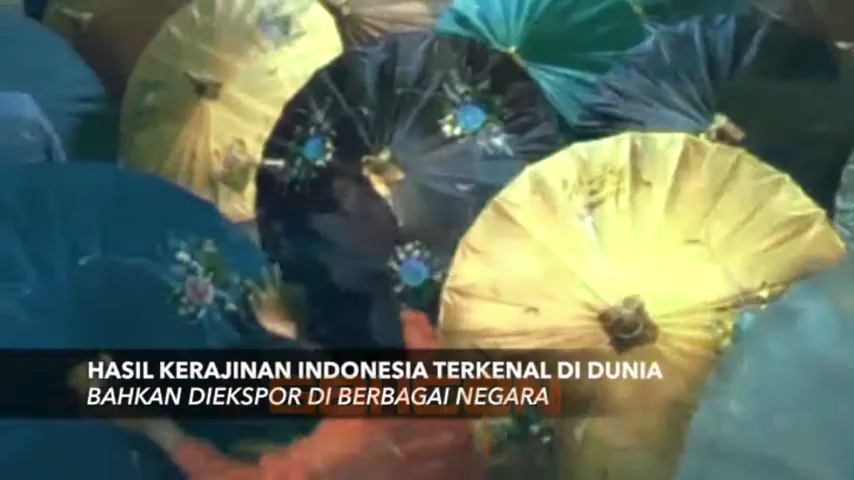 HASIL KERAJINAN INDONESIA TERKENAL DI DUNIA
BAHKAN DIEKSPOR DI BERBAGAI NEGARA